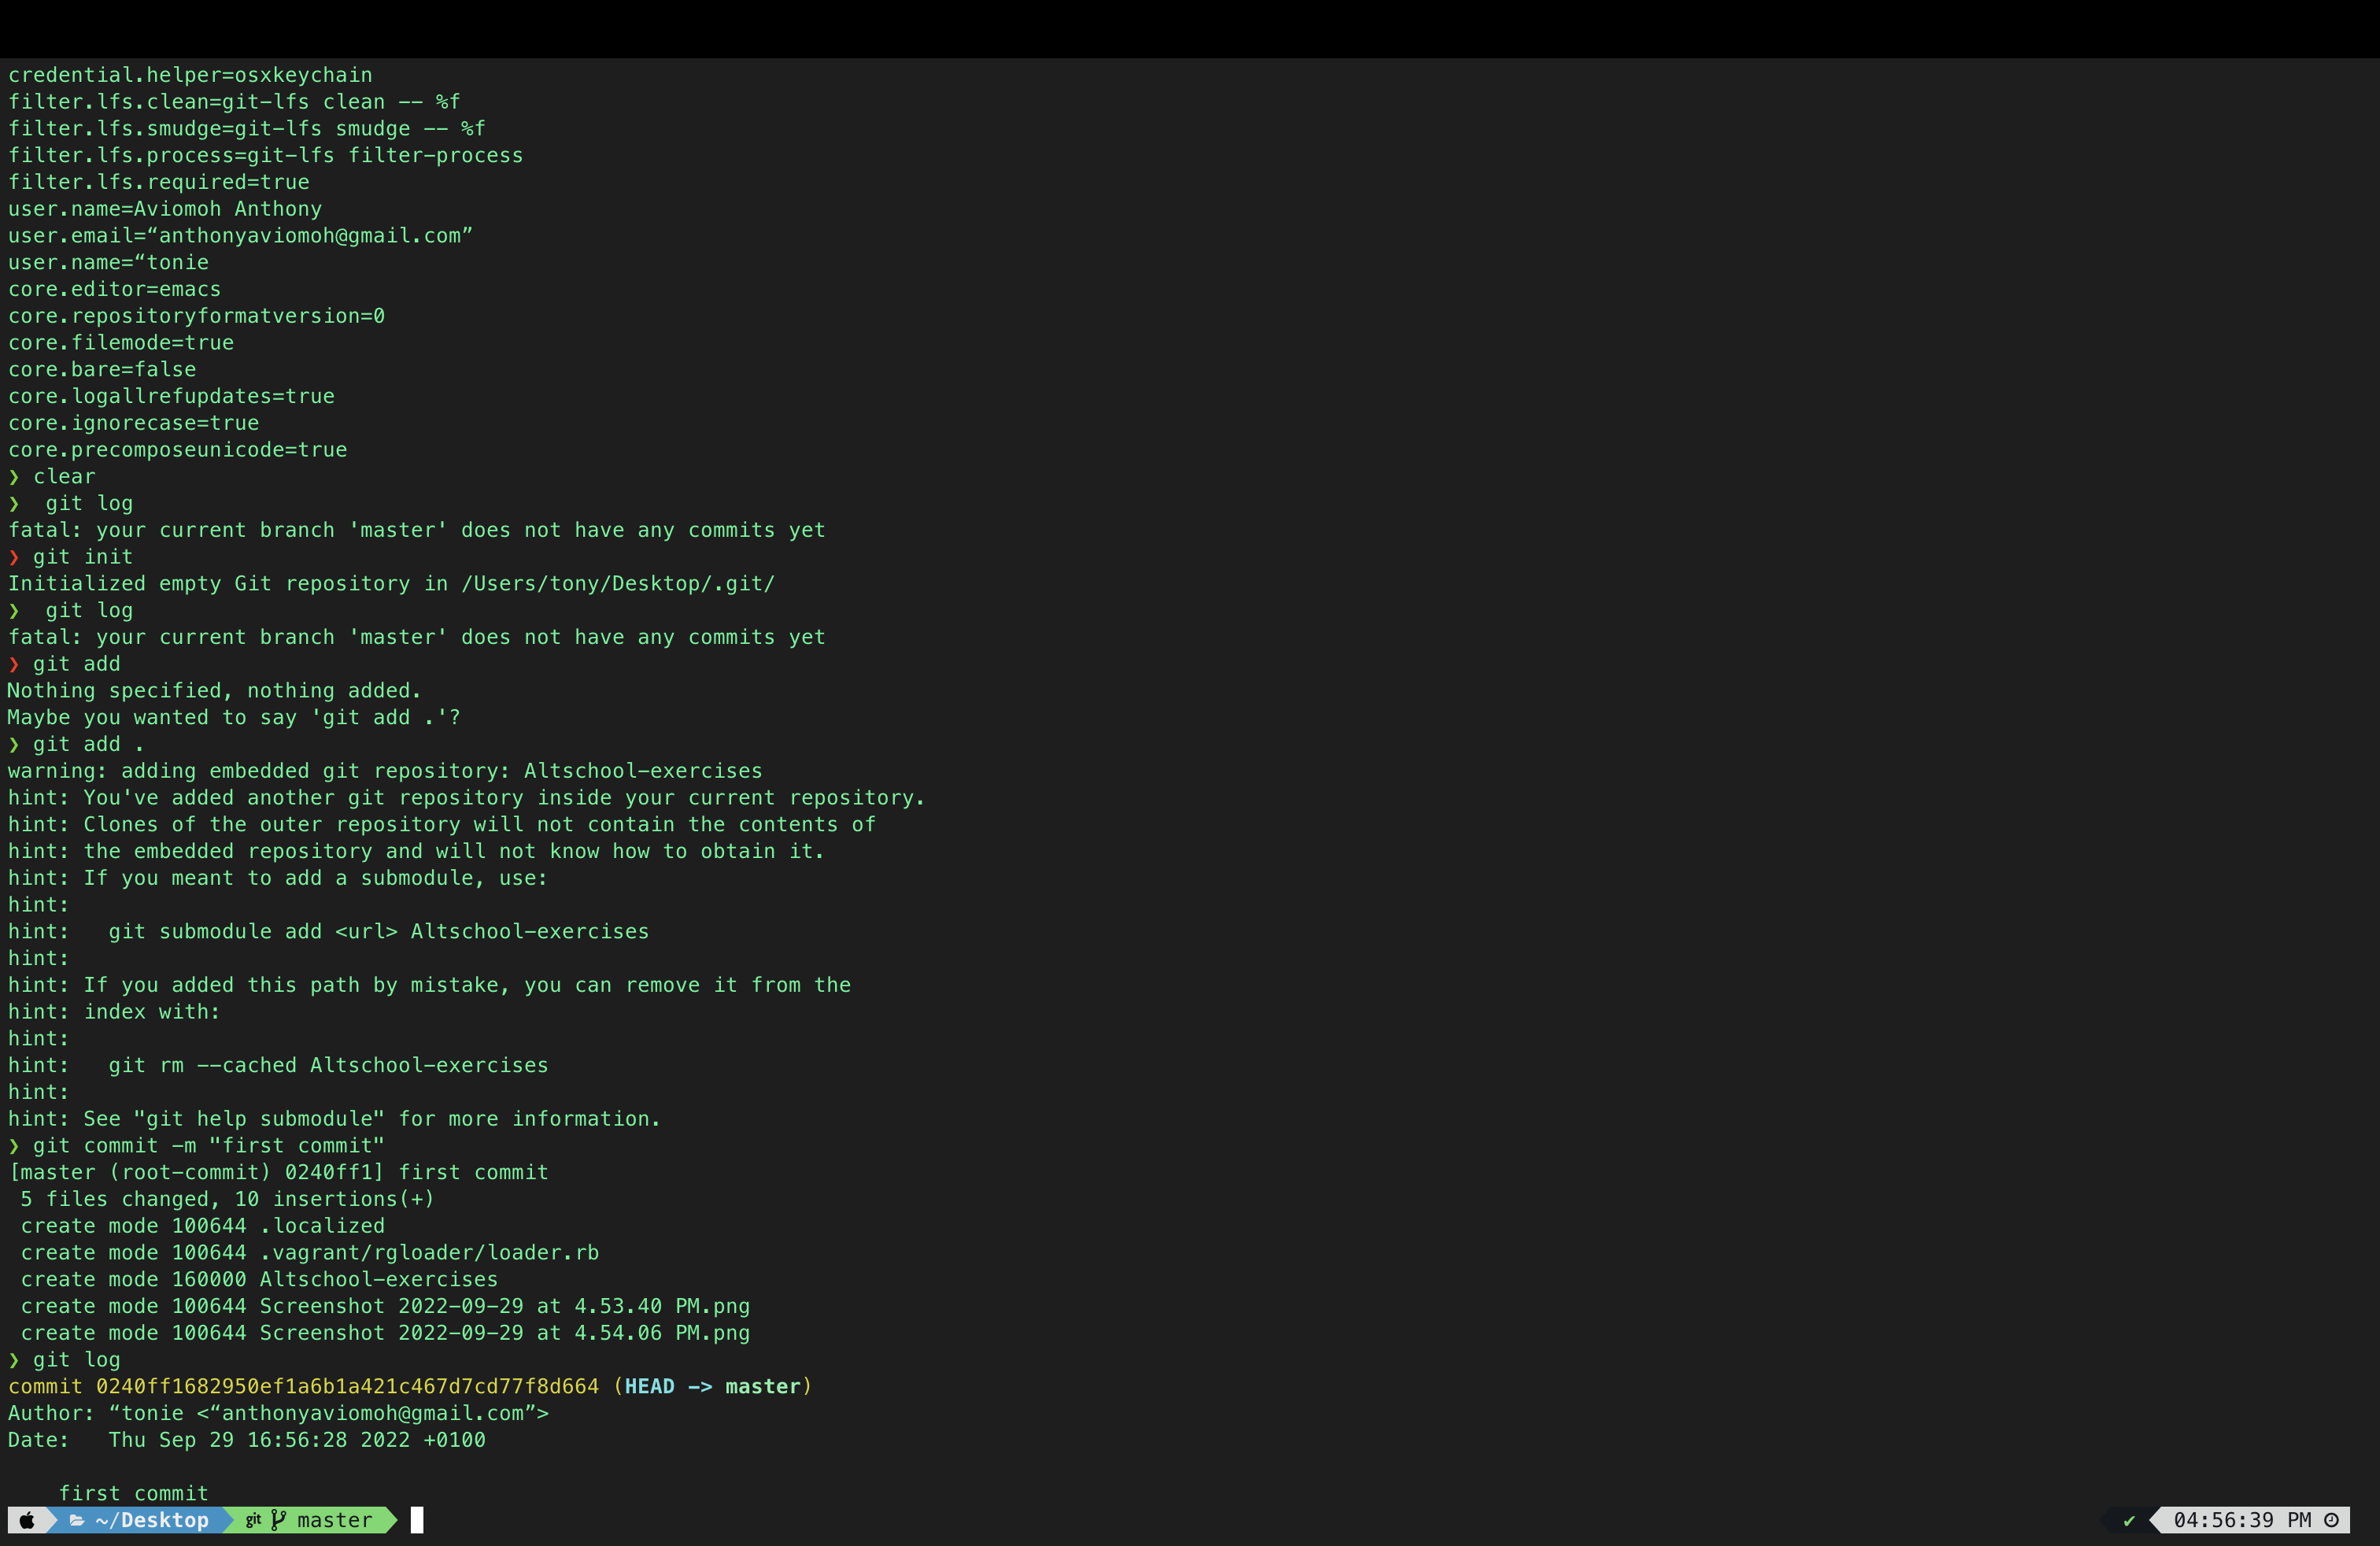 credential.helper=osxkeychain
filter.lfs.clean=git-lfs clean -- %f
filter.lfs.smudge=git-lfs smudge -- %f
filter.lfs.process=git-lfs filter-process
filter.lfs.required=true
user.name=Aviomoh Anthony
user.email=“anthonyaviomoh@gmail.com”
user.name=“tonie
core.editor=emacs
core.repositoryformatversion=0
core.filemode=true
core.bare=false
core.logallrefupdates=true
core.ignorecase=true
core.precomposeunicode=true
❯ clear
❯  git log
fatal: your current branch 'master' does not have any commits yet
❯ git init
Initialized empty Git repository in /Users/tony/Desktop/.git/
❯  git log
fatal: your current branch 'master' does not have any commits yet
❯ git add
Nothing specified, nothing added.
Maybe you wanted to say 'git add .'?
❯ git add .
warning: adding embedded git repository: Altschool-exercises
hint: You've added another git repository inside your current repository.
hint: Clones of the outer repository will not contain the contents of
hint: the embedded repository and will not know how to obtain it.
hint: If you meant to add a submodule, use:
hint:
hint:   git submodule add <url> Altschool-exercises
hint:
hint: If you added this path by mistake, you can remove it from the
hint: index with:
hint:
hint:   git rm --cached Altschool-exercises
hint:
hint: See "git help submodule" for more information.
❯ git commit -m "first commit"
[master (root-commit) 0240ff1] first commit
 5 files changed, 10 insertions(+)
 create mode 100644 .localized
 create mode 100644 .vagrant/rgloader/loader.rb
 create mode 160000 Altschool-exercises
 create mode 100644 Screenshot 2022-09-29 at 4.53.40 PM.png
 create mode 100644 Screenshot 2022-09-29 at 4.54.06 PM.png
❯ git log
commit 0240ff1682950ef1a6b1a421c467d7cd77f8d664 (HEAD -> master)
Author: “tonie <“anthonyaviomoh@gmail.com”>
Date:   Thu Sep 29 16:56:28 2022 +0100

    first commit
~/Desktop git master ✔ 04:56:39 PM